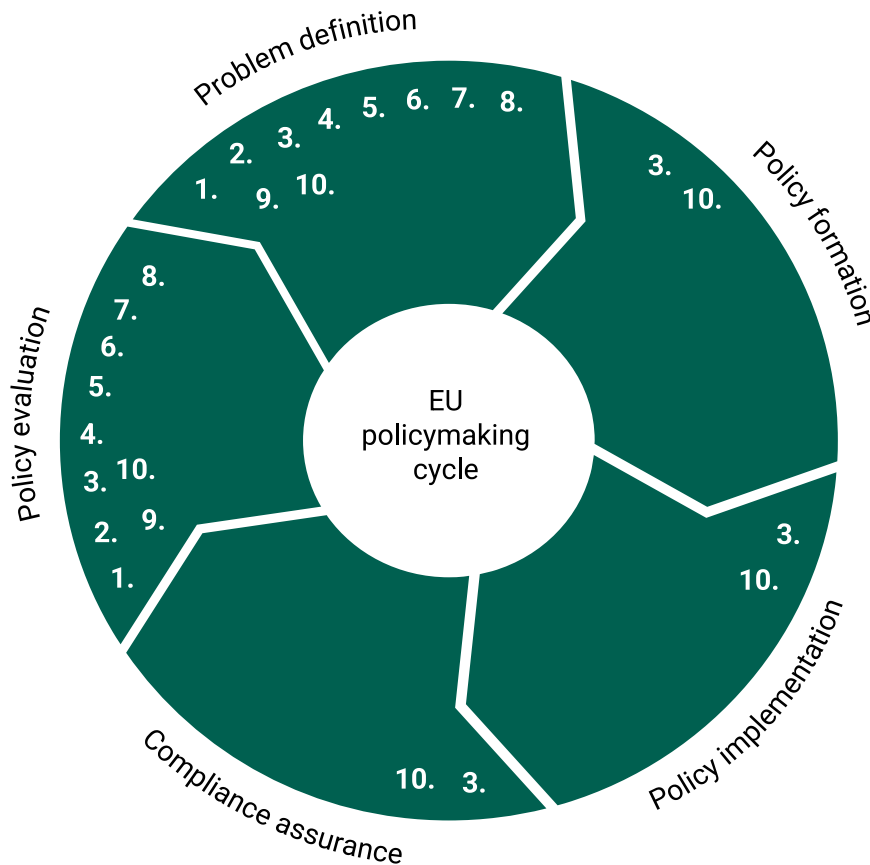 Problem definition
1. 2. 3. 4. 5. 6. 7. 8.
9. 10.
Policy formation
3.
10.
Policy implementation
3.
10.
Compliance assurance
10. 3.
Policy evaluation
8.
7.
6.
5.
4.
3. 10.
2. 9.
1.
EU
policymaking
cycle